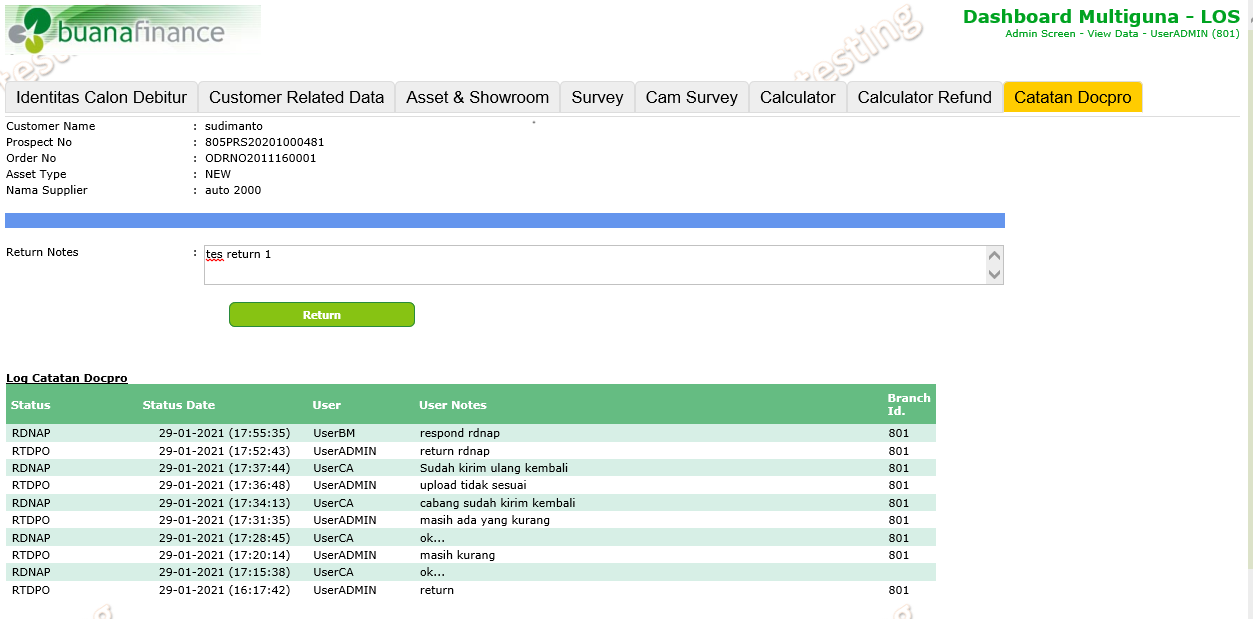 buanafinance
Dashboard Multiguna - LOS
Admin Screen - View Data - UserADMIN (801)
testing
testing
Identitas Calon Debitur Customer Related Data Asset & Showroom Survey Cam Survey Calculator Calculator Refund Catatan Docpro
Customer Name : sudimanto
Prospect No : 805PRS20201000481
Order No : ODRNO2011160001
Asset Type : NEW
Nama Supplier : auto 2000
Return Notes : tes return 1
Return
Log Catatan Docpro
Status Status Date User User Notes Branch Id.
RDNAP 29-01-2021 (17:55:35) UserBM respond rdnap 801
RTDPO 29-01-2021 (17:52:43) UserADMIN return rdnap 801
RDNAP 29-01-2021 (17:37:44) UserCA Sudah kirim ulang kembali 801
RTDPO 29-01-2021 (17:36:48) UserADMIN upload tidak sesuai 801
RDNAP 29-01-2021 (17:34:13) UserCA cabang sudah kirim kembali 801
RTDPO 29-01-2021 (17:31:35) UserADMIN masih ada yang kurang 801
RDNAP 29-01-2021 (17:28:45) UserCA ok... 801
RTDPO 29-01-2021 (17:20:14) UserADMIN masih kurang 801
RDNAP 29-01-2021 (17:15:38) UserCA ok...
RTDPO 29-01-2021 (16:17:42) UserADMIN return 801